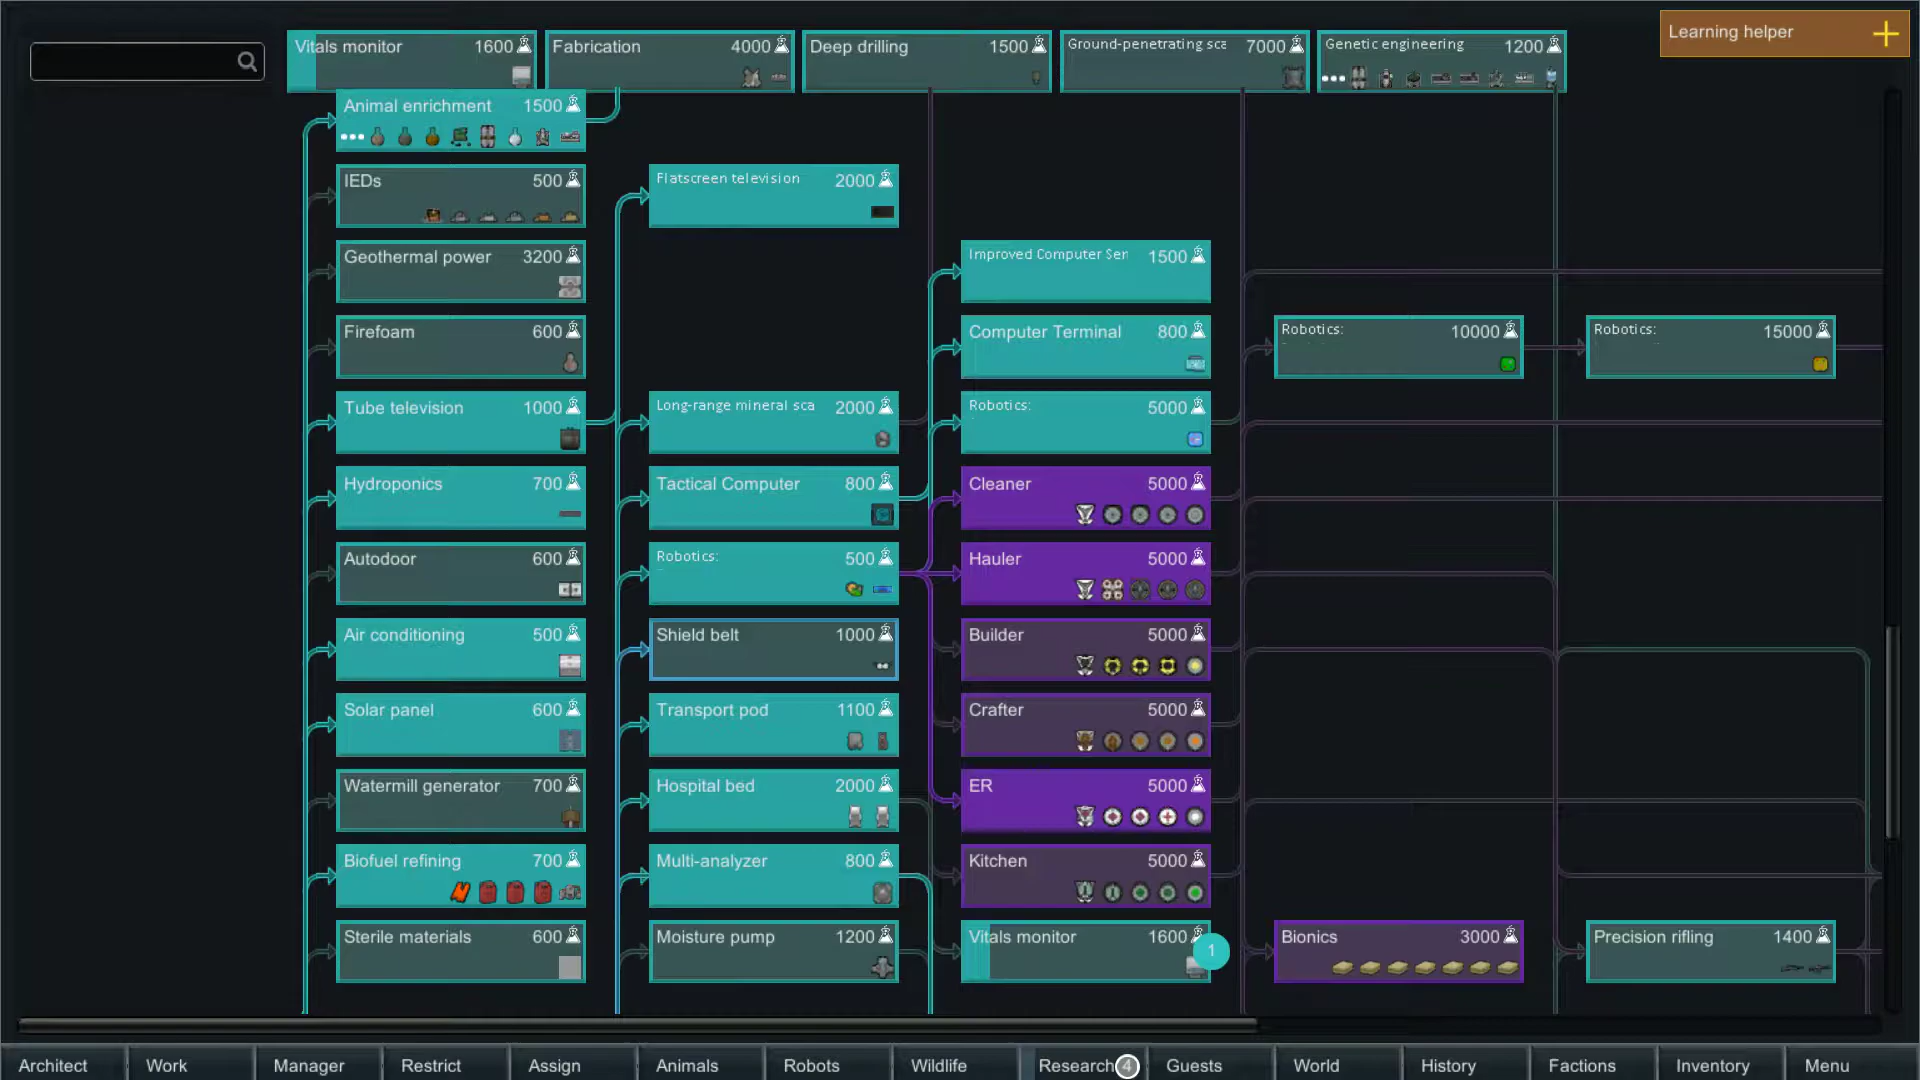 Vitals monitor 1600
Fabrication 4000
Deep drilling 1500
Ground-penetrating sca 7000
Genetic engineering 1200
Learning helper
Animal enrichment 1500
IEDs 500
Flatscreen television 2000
Geothermal power 3200
Improved Computer Sen 1500
Firefoam 600
Computer Terminal 800
Robotics: 10000
Robotics: 15000
Tube television 1000
Long-range mineral sca 2000
Robotics: 5000
Hydroponics 700
Tactical Computer 800
Cleaner 5000
Autodoor 600
Robotics: 500
Hauler 5000
Air conditioning 500
Shield belt 1000
Builder 5000
Solar panel 600
Transport pod 1100
Crafter 5000
Watermill generator 700
Hospital bed 2000
ER 5000
Biofuel refining 700
Multi-analyzer 800
Kitchen 5000
Sterile materials 600
Moisture pump 1200
Vitals monitor 1600
1
Bionics 3000
Precision rifling 1400
Architect
Work
Manager
Restrict
Assign
Animals
Robots
Wildlife
Research 4
Guests
World
History
Factions
Inventory
Menu